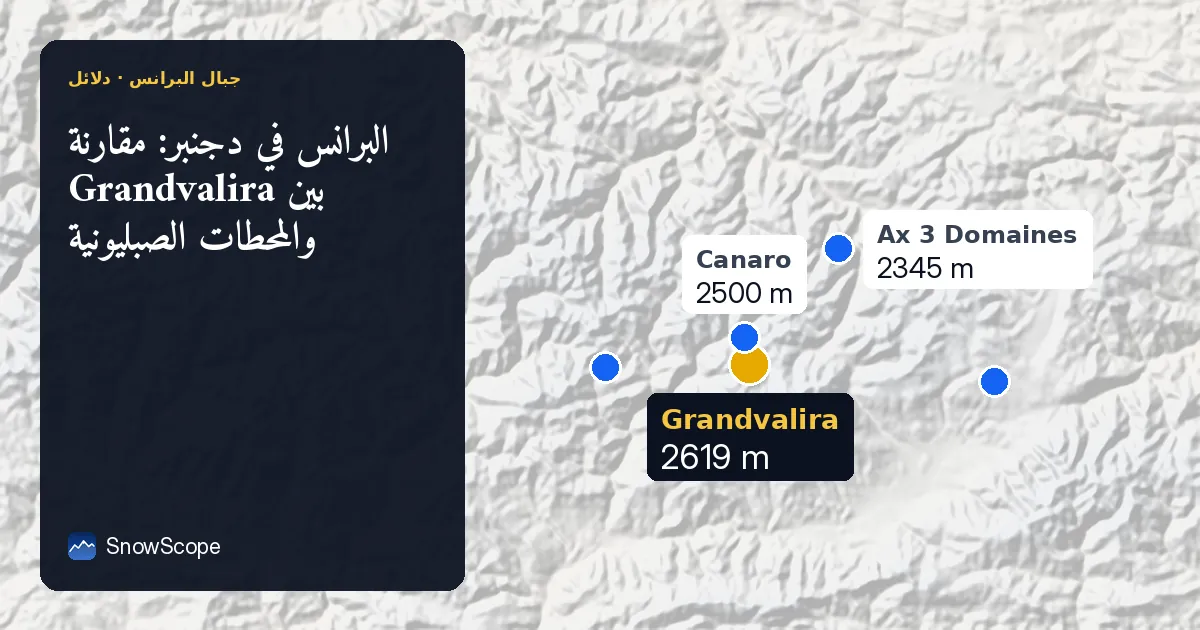 جبال البرانس · دلائل
البرانس في دجنبر: مقارنة
بين Grandvalira
والمحطات الصبليونية
SnowScope
Ax 3 Domaines
2345 m
Canaro
2500 m
Grandvalira
2619 m